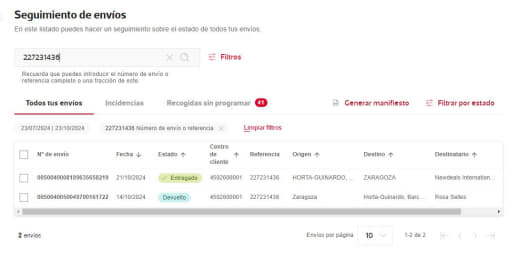 Seguimiento de envíos
En este listado puedes hacer un seguimiento sobre el estado de todos tus envíos.
227231436
Filtros
Recuerda que puedes introducir el número de envío o
referencia completo o una fracción de este.
Todos tus envíos Incidencias Recogidas sin programar 41 Generar manifiesto Filtrar por estado
23/07/2024 | 23/10/2024 227231436 Número de envío o referencia Limpiar filtros
Nº de envío Fecha Estado Centro de cliente Referencia Origen Destino Destinatario
21/10/2024 Entregado 4502600001 227231436 HORTA-GUINARDO, ... ZARAGOZA Newdeals Internation...
14/10/2024 Devuelto 4502600001 227231436 Zaragoza Horta-Guinardo, Barc... Rosa Salles
2 envíos Envíos por página 10 1-2 de 2